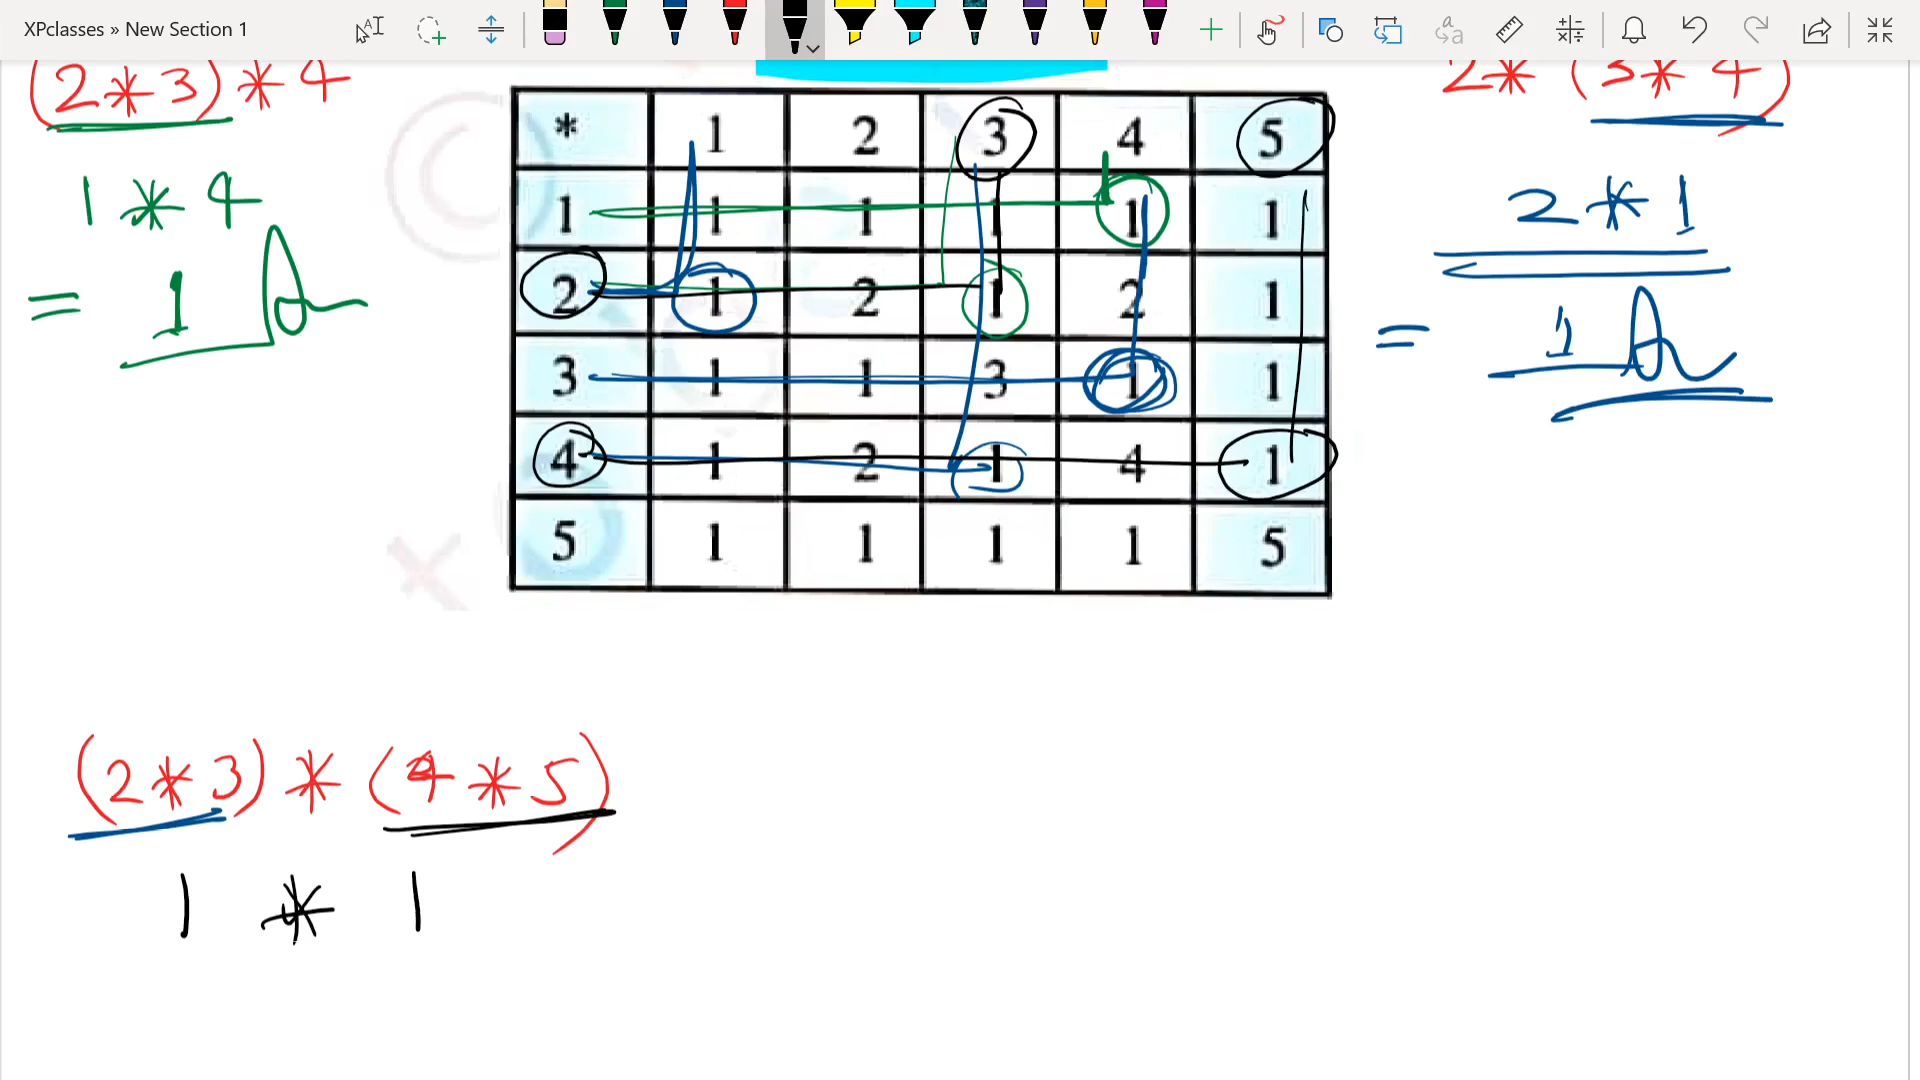 XPclasses » New Section 1
(2*3)*4
1*4
= 1
* 1 2 3 4 5
1 1 1 1 1 1
2 1 2 1 2 1
3 1 1 3 1 1
4 1 2 1 4 1
5 1 1 1 1 5
2*(3*4)
2*1
= 1
(2*3)*(4*5)
1 * 1